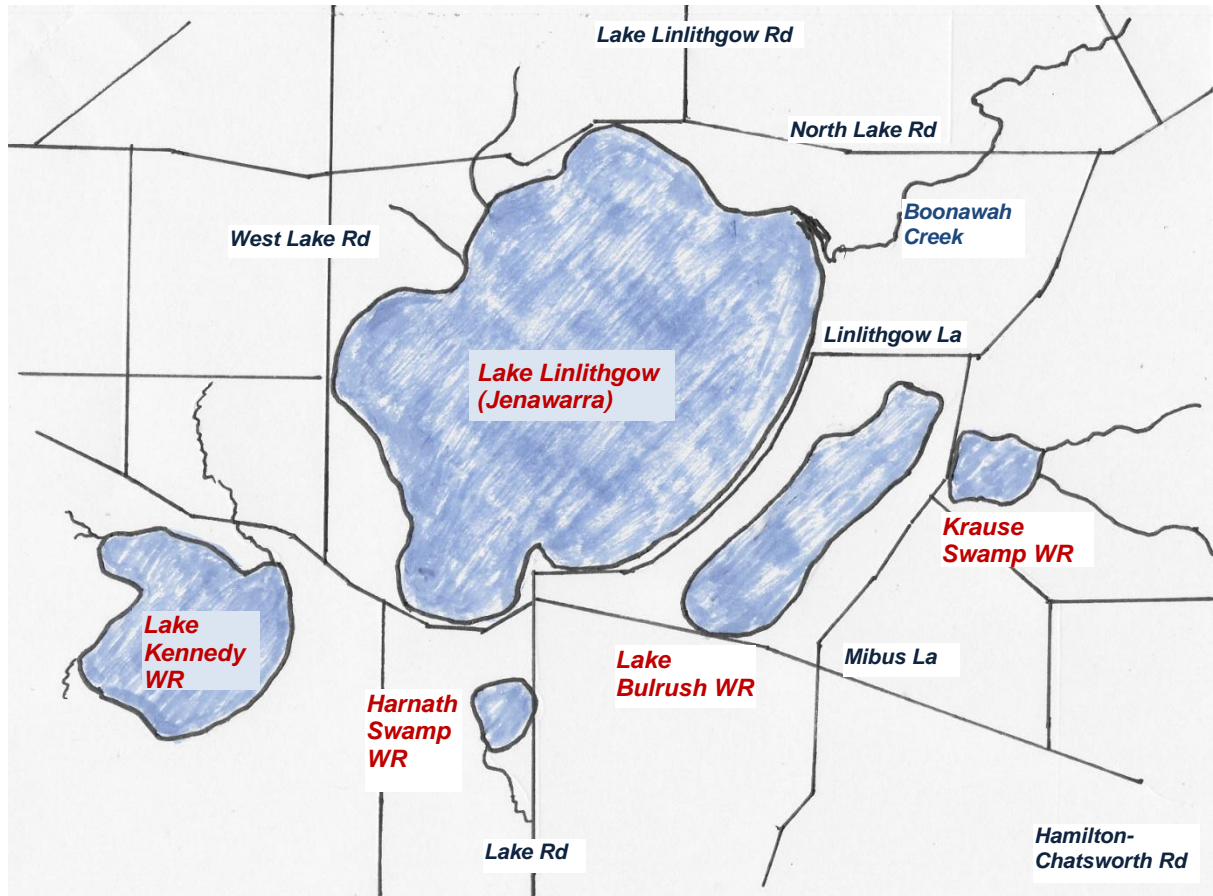 Lake Linlithgow Rd
North Lake Rd
Boonawah
Creek
West Lake Rd
Linlithgow La
Lake Linlithgow
(Jenawarra)
Krause
Swamp WR
Lake
Kennedy
WR
Lake
Bulrush WR
Mibus La
Harnath
Swamp
WR
Lake Rd
Hamilton-
Chatsworth Rd